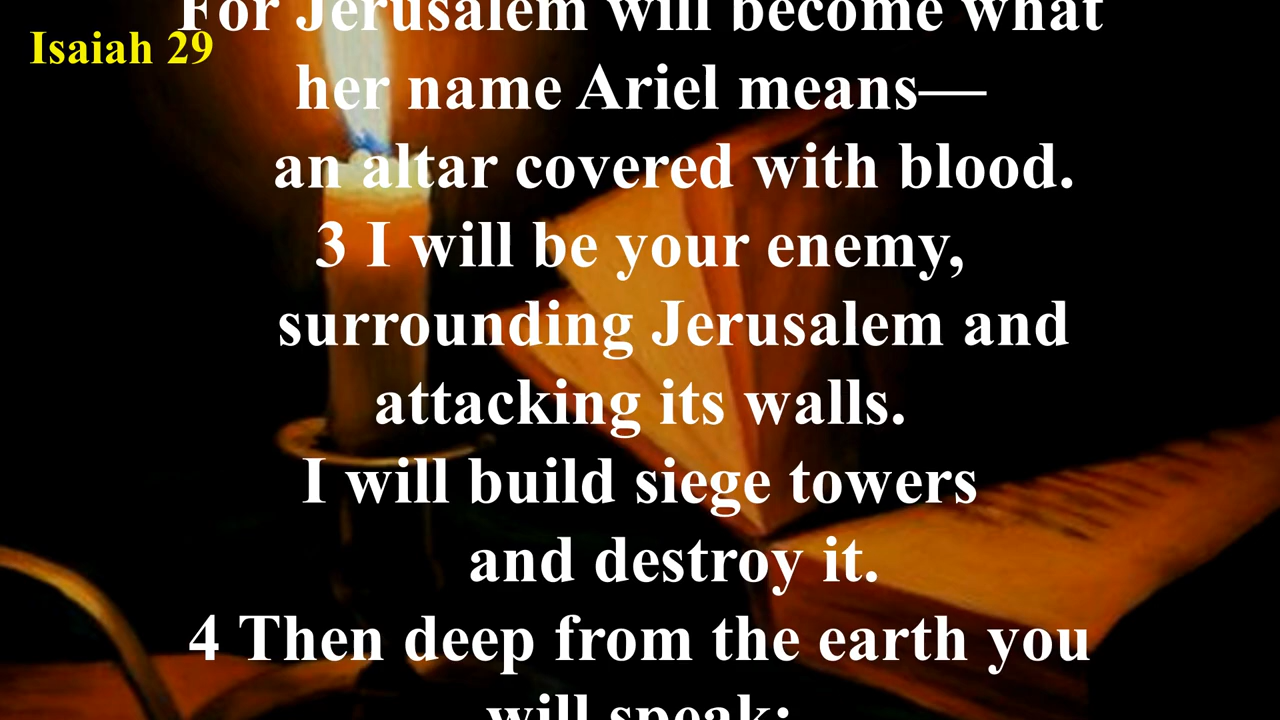 Isaiah 29
For Jerusalem will become what
her name Ariel means—
an altar covered with blood.
3 I will be your enemy,
surrounding Jerusalem and
attacking its walls.
I will build siege towers
and destroy it.
4 Then deep from the earth you
will speak;